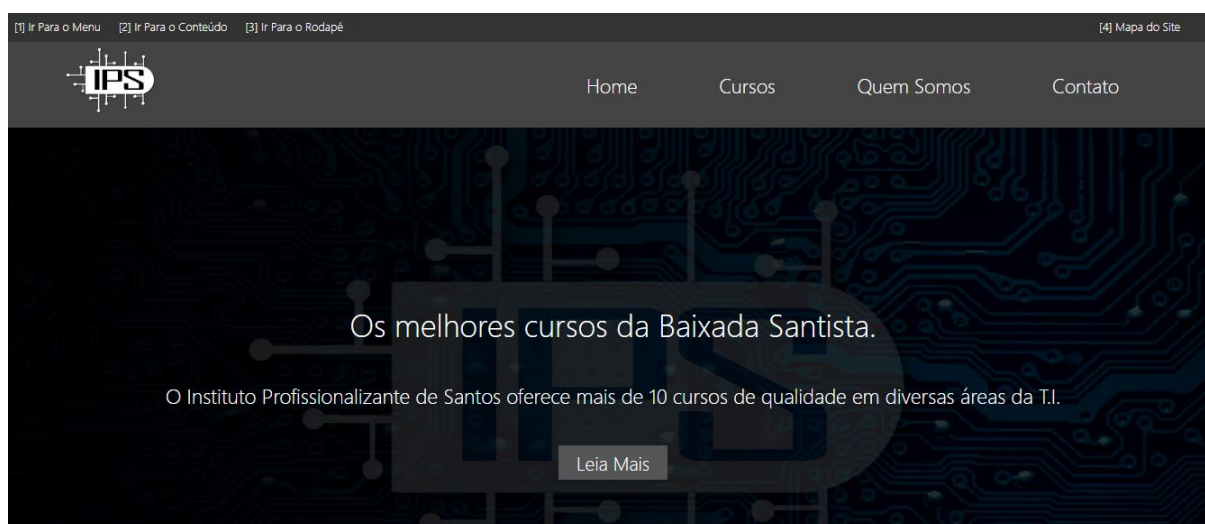 [1] Ir Para o Menu [2] Ir Para o Conteúdo [3] Ir Para o Rodapé [4] Mapa do Site
IPS
Home Cursos Quem Somos Contato
Os melhores cursos da Baixada Santista.
O Instituto Profissionalizante de Santos oferece mais de 10 cursos de qualidade em diversas áreas da T.I.
IPS
Leia Mais